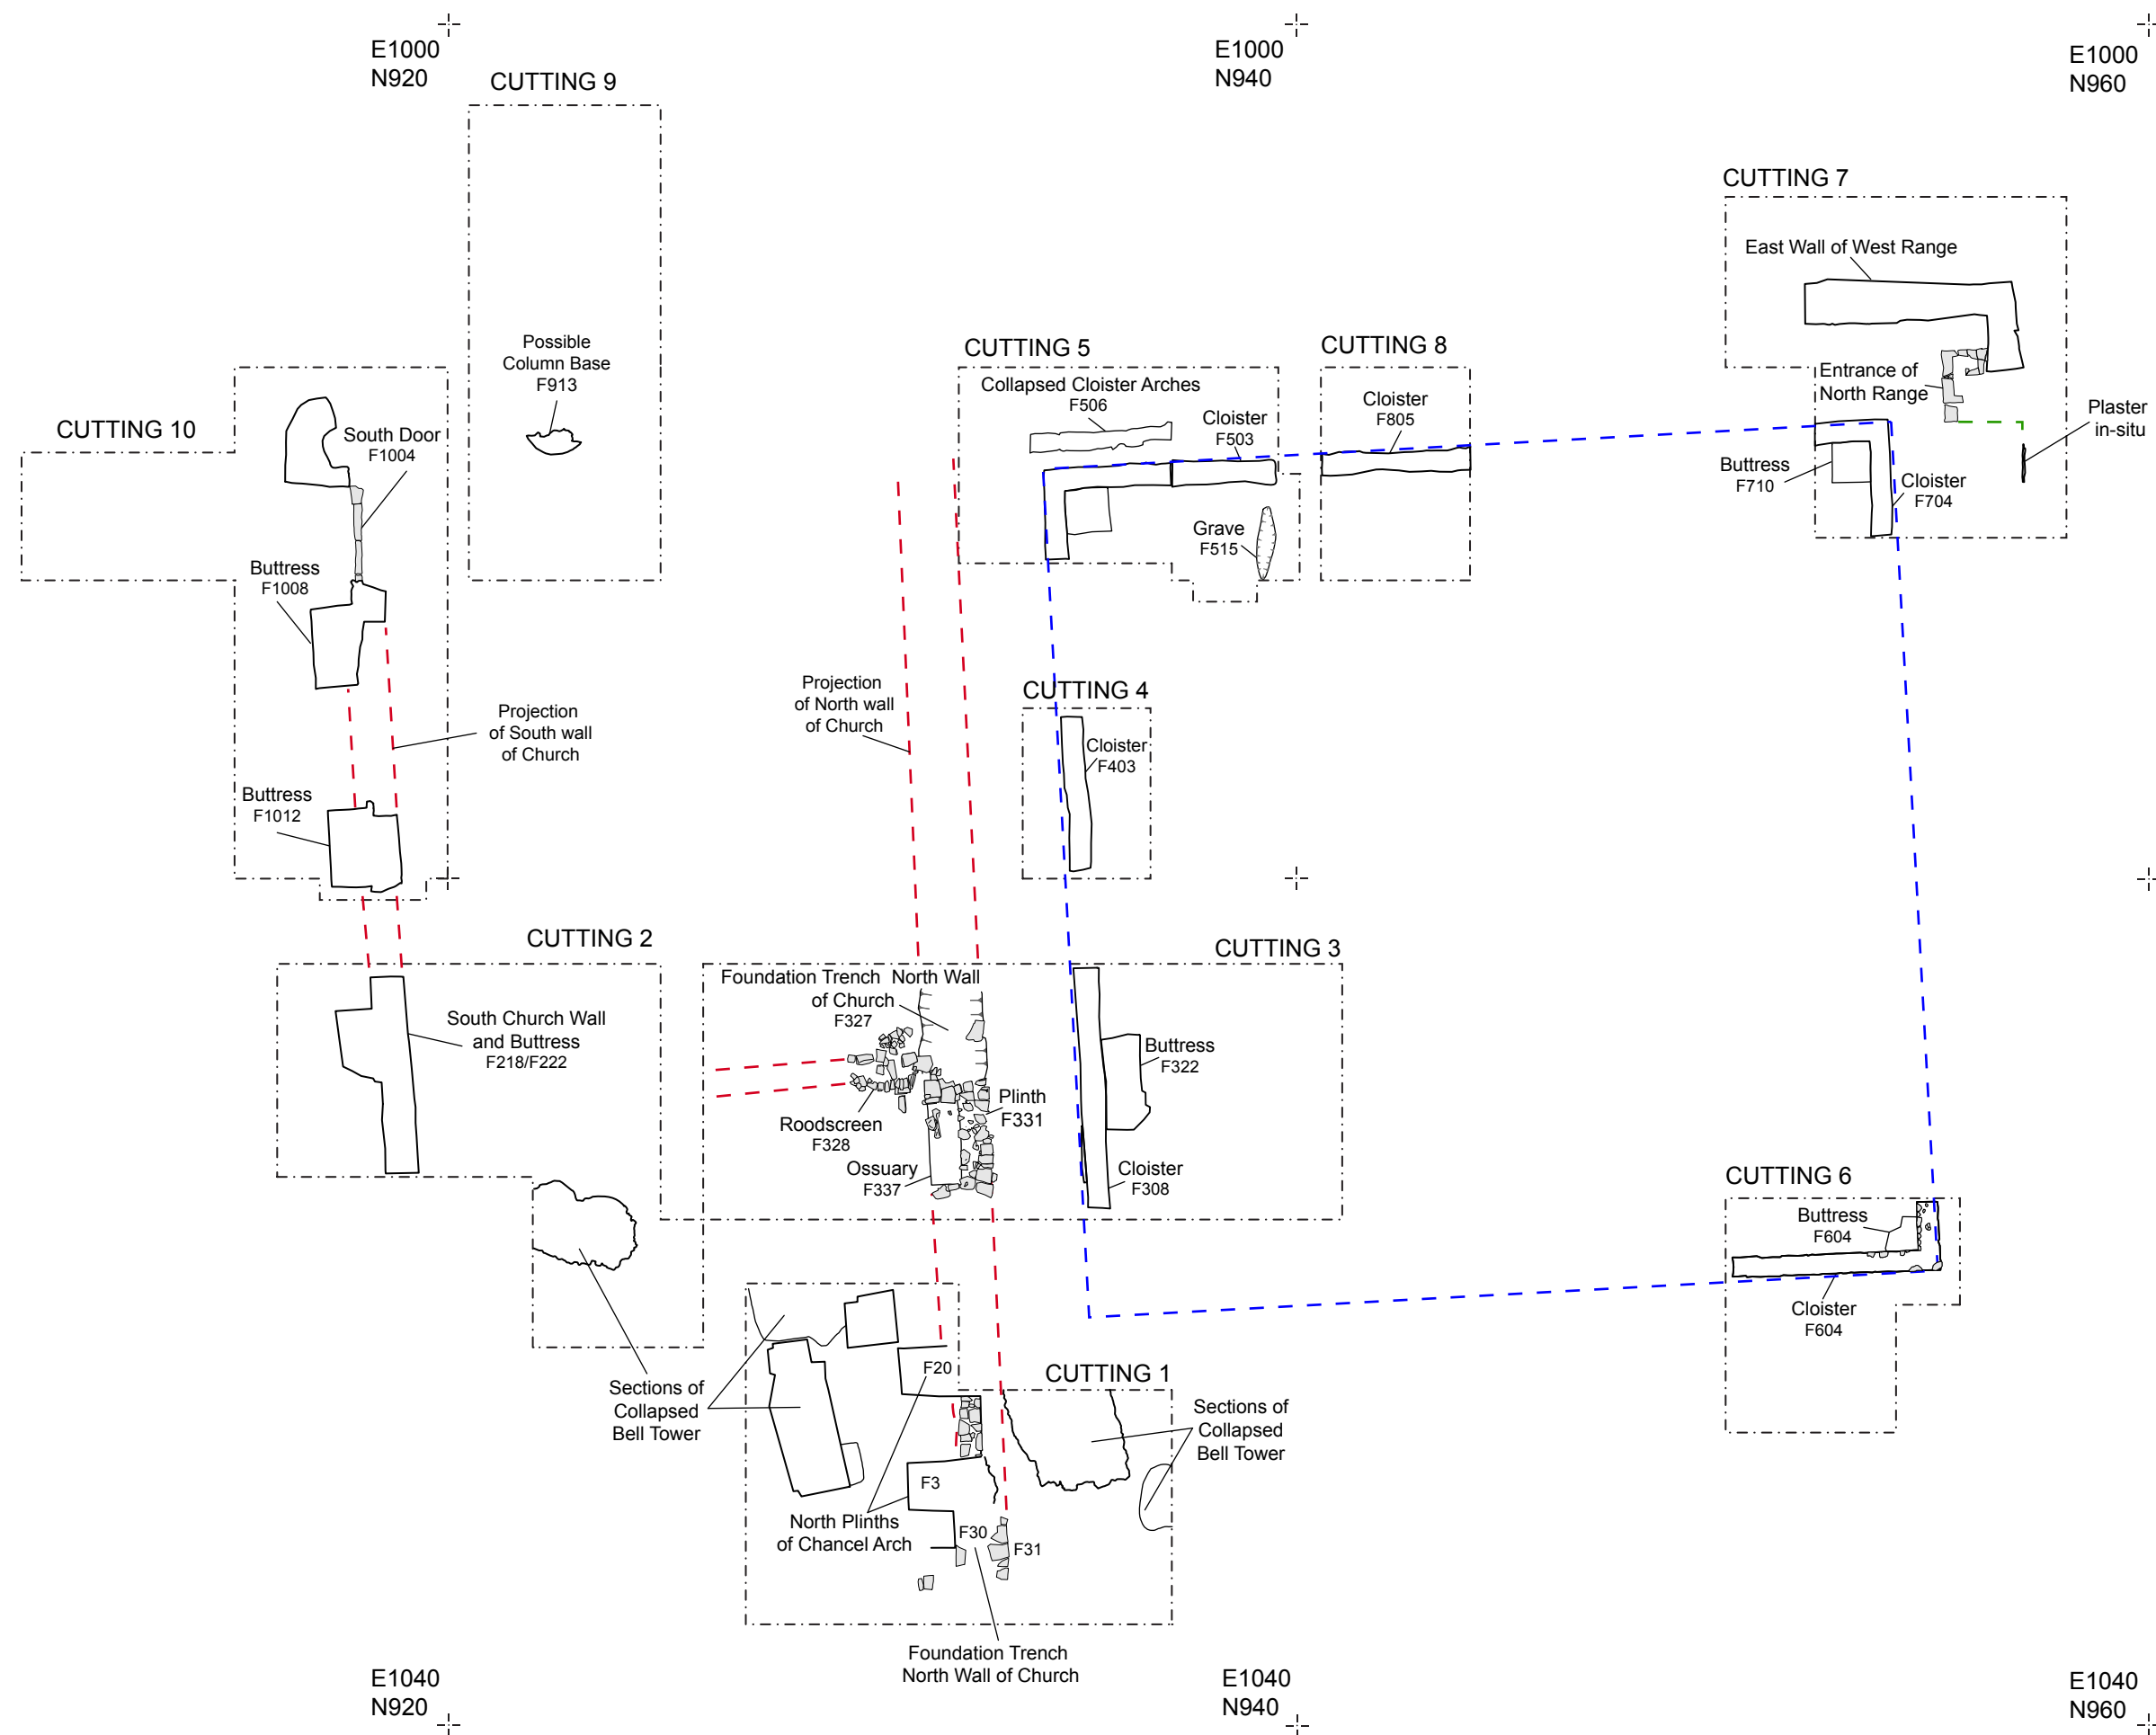 E1000
N920
E1000
N940
E1000
N960
CUTTING 9
CUTTING 7
East Wall of West Range
Possible
Column Base
F913
CUTTING 5
Collapsed Cloister Arches
F506
Cloister
F503
CUTTING 8
Cloister
F805
Entrance of
North Range
Plaster
in-situ
CUTTING 10
South Door
F1004
Buttress
F710
Cloister
F704
Grave
F515
Buttress
F1008
Projection
of South wall
of Church
Projection
of North wall
of Church
CUTTING 4
Cloister
F403
Buttress
F1012
CUTTING 2
CUTTING 3
South Church Wall
and Buttress
F218/F222
Foundation Trench North Wall
of Church
F327
Buttress
F322
Plinth
F331
Roodscreen
F328
Ossuary
F337
Cloister
F308
CUTTING 6
Buttress
F604
Cloister
F604
Sections of
Collapsed
Bell Tower
F20
CUTTING 1
Sections of
Collapsed
Bell Tower
F3
North Plinths
of Chancel Arch
F30
F31
Foundation Trench
North Wall of Church
E1040
N920
E1040
N940
E1040
N960